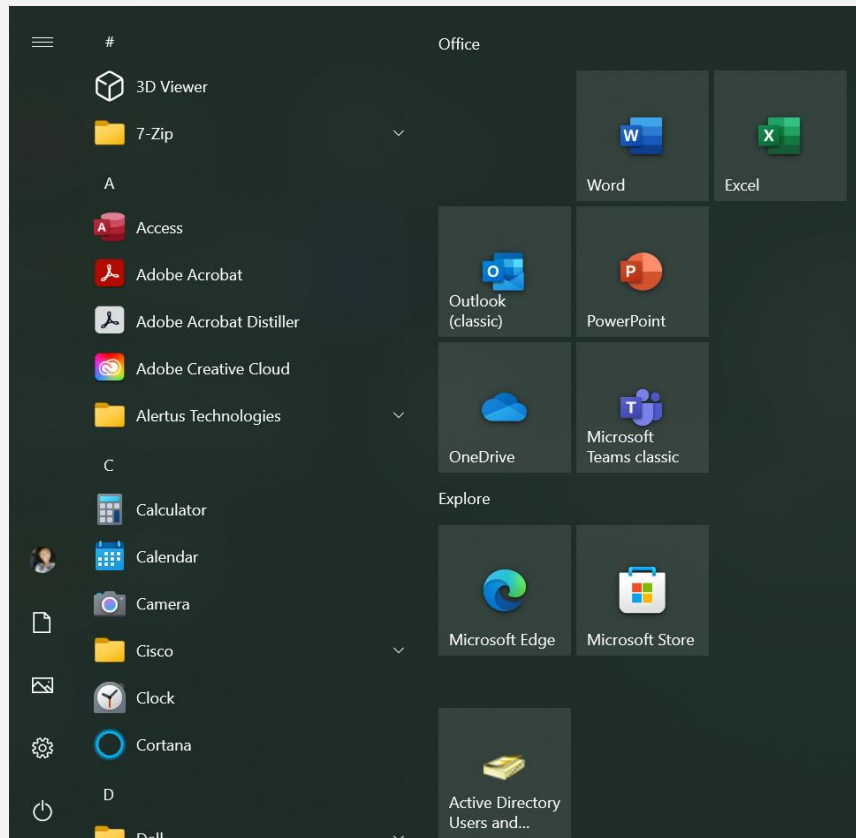 #
3D Viewer
7-Zip
A
Access
Adobe Acrobat
Adobe Acrobat Distiller
Adobe Creative Cloud
Alertus Technologies
C
Calculator
Calendar
Camera
Cisco
Clock
Cortana
D
Dell
Office
Word
Excel
Outlook
(classic)
PowerPoint
OneDrive
Microsoft
Teams classic
Explore
Microsoft Edge
Microsoft Store
Active Directory
Users and...